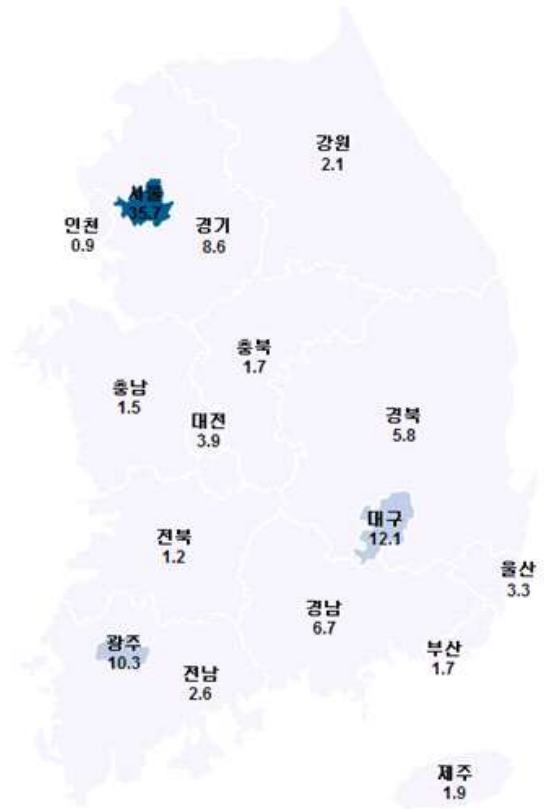 강원
2.1
서울
35.7
인천
0.9
경기
8.6
충북
1.7
충남
1.5
대전
3.9
경북
5.8
대구
12.1
전북
1.2
울산
3.3
경남
6.7
광주
10.3
부산
1.7
전남
2.6
제주
1.9